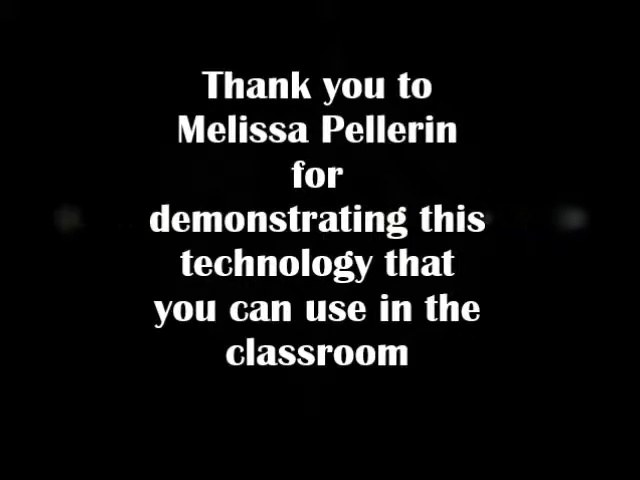 Thank you to
Melissa Pellerin
for
demonstrating this
technology that
you can use in the
classroom